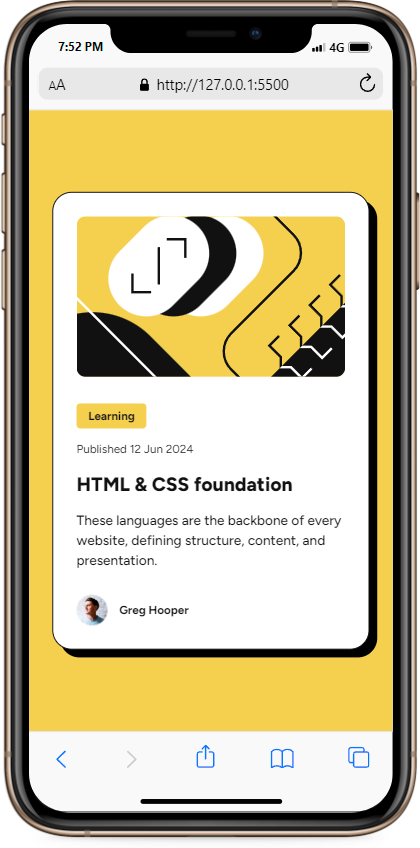 7:52 PM
4G
AA
http://127.0.0.1:5500
Learning
Published 12 Jun 2024
HTML & CSS foundation
These languages are the backbone of every
website, defining structure, content, and
presentation.
Greg Hooper